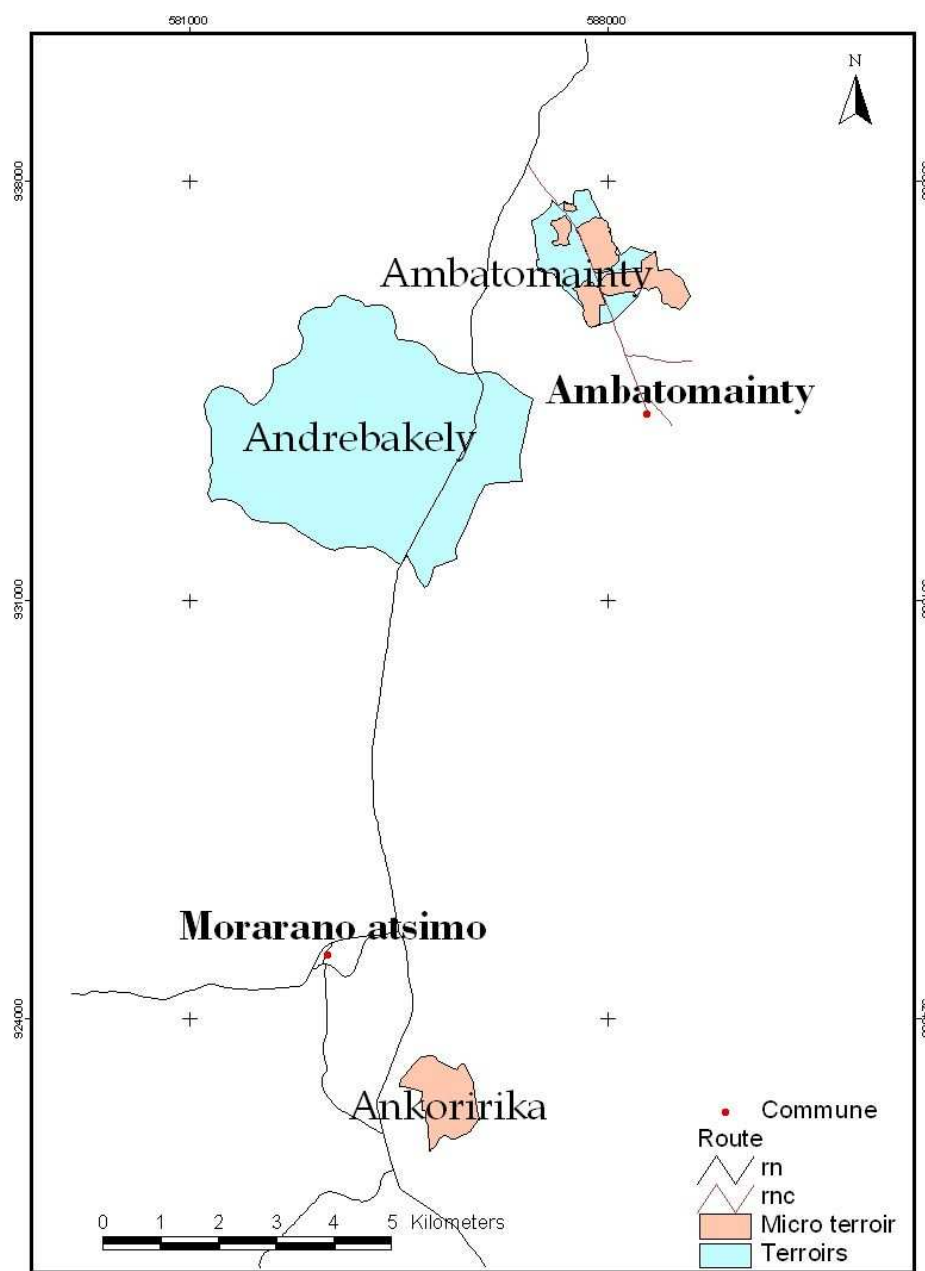 581000
588000
N
938000
Ambatomainty
Ambatomainty
Andrebakely
931000
Morarano atsimo
924000
Ankoririka
Commune
Route
rn
rnc
Micro terroir
Terroirs
0 1 2 3 4 5 Kilometers